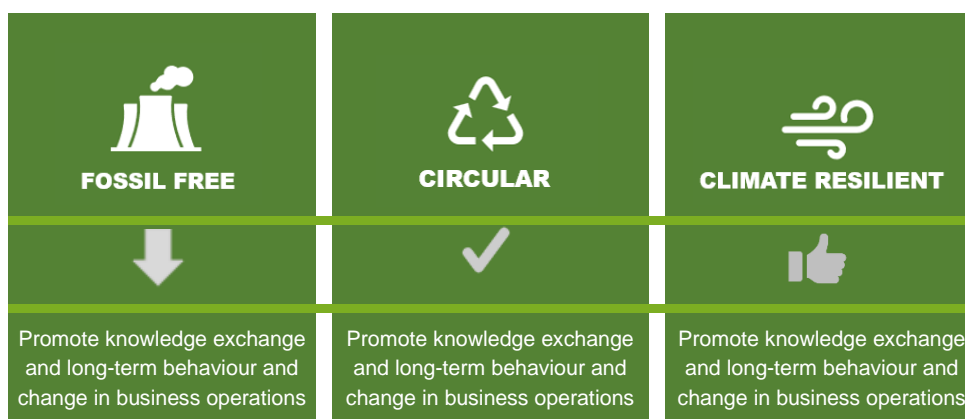 FOSSIL FREE
CIRCULAR
CLIMATE RESILIENT
Promote knowledge exchange
and long-term behaviour and
change in business operations
Promote knowledge exchange
and long-term behaviour and
change in business operations
Promote knowledge exchange
and long-term behaviour and
change in business operations